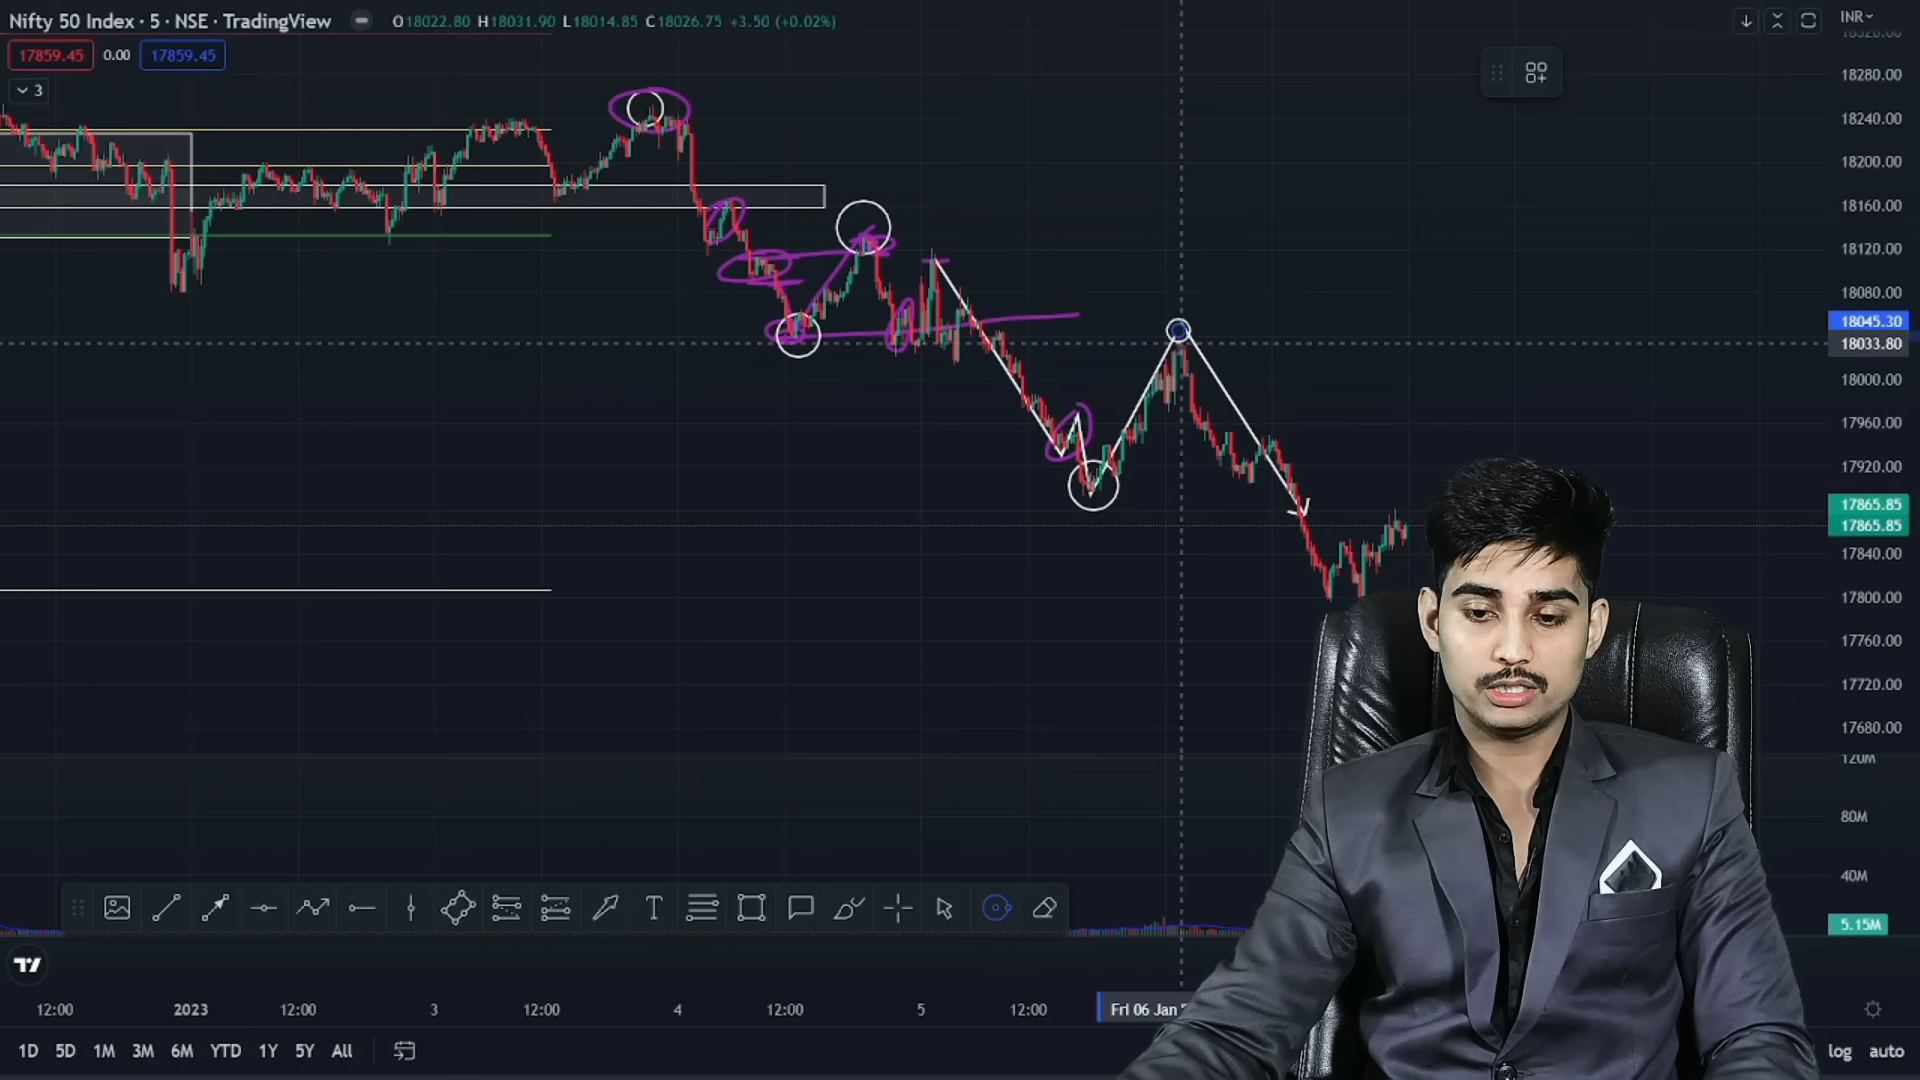 Nifty 50 Index · 5 · NSE · TradingView
O18022.80 H18031.90 L18014.85 C18026.75 +3.50 (+0.02%)
INR
17859.45 0.00 17859.45
3
18320.00
18280.00
18240.00
18200.00
18160.00
18120.00
18080.00
18045.30
18033.80
18000.00
17960.00
17920.00
17865.85
17865.85
17840.00
17800.00
17760.00
17720.00
17680.00
120M
80M
40M
5.15M
T
12:00 2023 12:00 3 12:00 4 12:00 5 12:00 Fri 06 Jan
1D 5D 1M 3M 6M YTD 1Y 5Y All
log auto